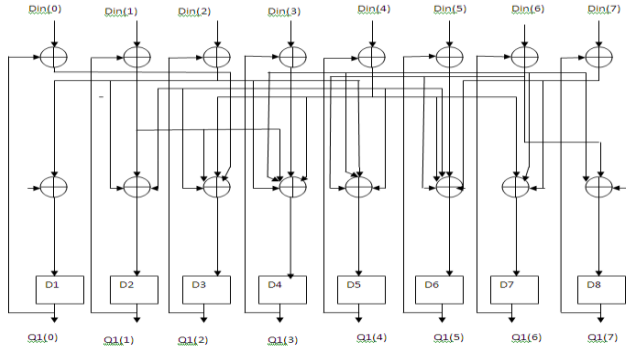 Din(0) Din(1) Din(2) Din(3) Din(4) Din(5) Din(6) Din(7)
D1 D2 D3 D4 D5 D6 D7 D8
Q1(0) Q1(1) Q1(2) Q1(3) Q1(4) Q1(5) Q1(6) Q1(7)